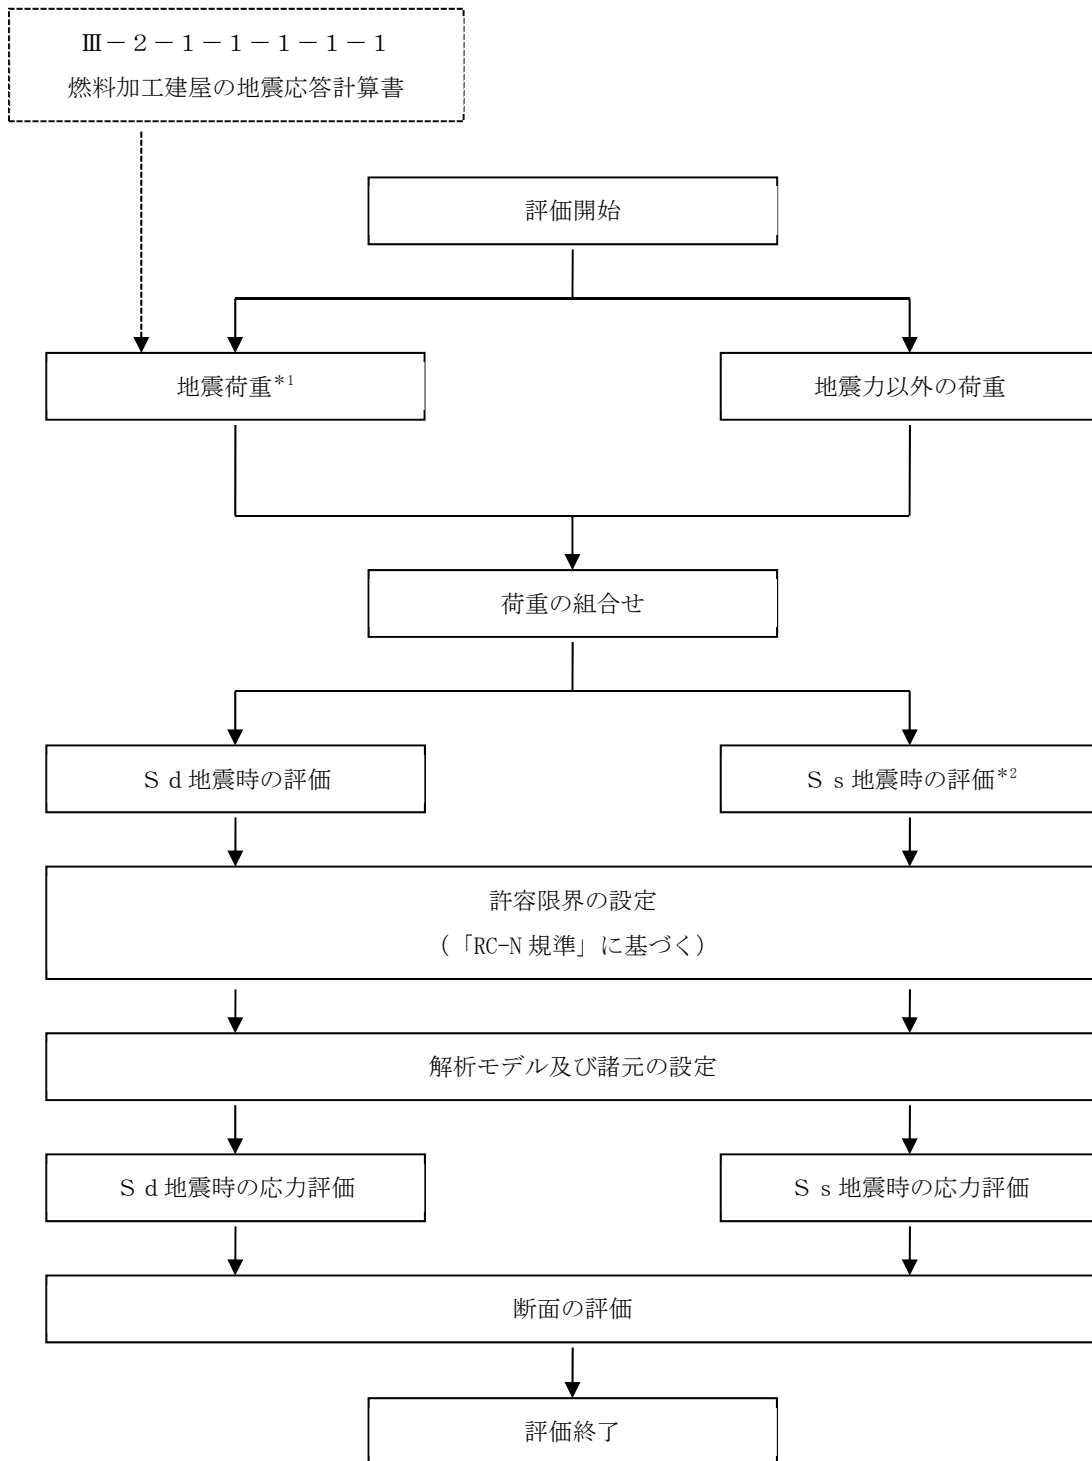 Ⅲ－２－１－１－１－１－１
燃料加工建屋の地震応答計算書
評価開始
地震荷重*1
地震力以外の荷重
荷重の組合せ
Ｓｄ地震時の評価
Ｓｓ地震時の評価*2
許容限界の設定
（「RC-N 規準」に基づく）
解析モデル及び諸元の設定
Ｓｄ地震時の応力評価
Ｓｓ地震時の応力評価
断面の評価
評価終了